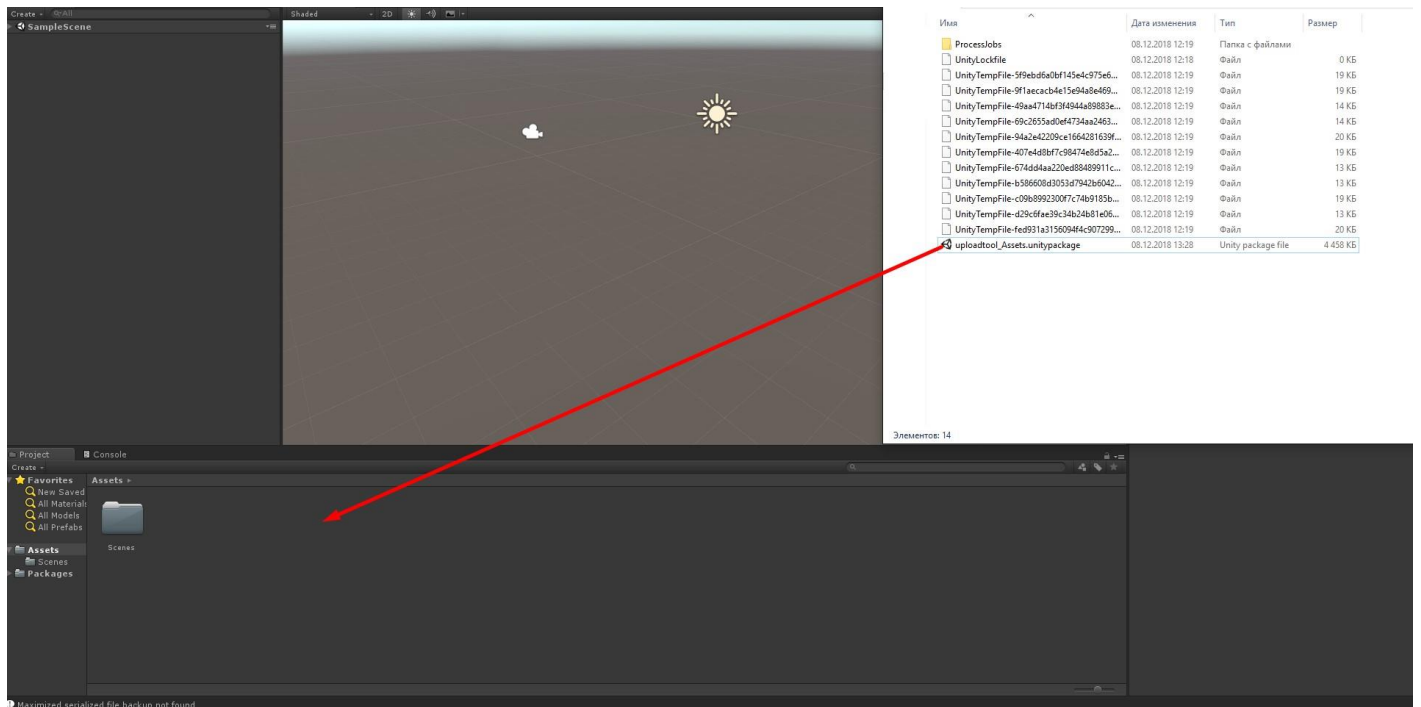 Create
All
SampleScene
Shaded
2D
Имя
Дата изменения
Тип
Размер
ProcessJobs 08.12.2018 12:19 Папка с файлами
UnityLockfile 08.12.2018 12:18 Файл 0 КБ
UnityTempFile-5f9ebd6a0bf145e4c975e6... 08.12.2018 12:19 Файл 19 КБ
UnityTempFile-9f1aecacb4e15e94a8e469... 08.12.2018 12:19 Файл 19 КБ
UnityTempFile-49aa4714bf3f4944a89883e... 08.12.2018 12:19 Файл 14 КБ
UnityTempFile-69c2655ad0ef4734aa2463... 08.12.2018 12:19 Файл 14 КБ
UnityTempFile-94a2e42209ce1664281639f... 08.12.2018 12:19 Файл 20 КБ
UnityTempFile-407e4d8bf7c98474e8d5a2... 08.12.2018 12:19 Файл 19 КБ
UnityTempFile-674dd4aa220ed88489911c... 08.12.2018 12:19 Файл 13 КБ
UnityTempFile-b586608d3053d7942b6042... 08.12.2018 12:19 Файл 13 КБ
UnityTempFile-c09b8992300f7c74b9185b... 08.12.2018 12:19 Файл 19 КБ
UnityTempFile-d29c6fae39c34b24b81e06... 08.12.2018 12:19 Файл 13 КБ
UnityTempFile-fed931a3156094f4c907299... 08.12.2018 12:19 Файл 20 КБ
uploadtool_Assets.unitypackage 08.12.2018 13:28 Unity package file 4 458 КБ
Элементов: 14
Project
Console
Create
Favorites
New Saved
All Materials
All Models
All Prefabs
Assets
Scenes
Packages
Assets
Scenes
Maximized serialized file backup not found